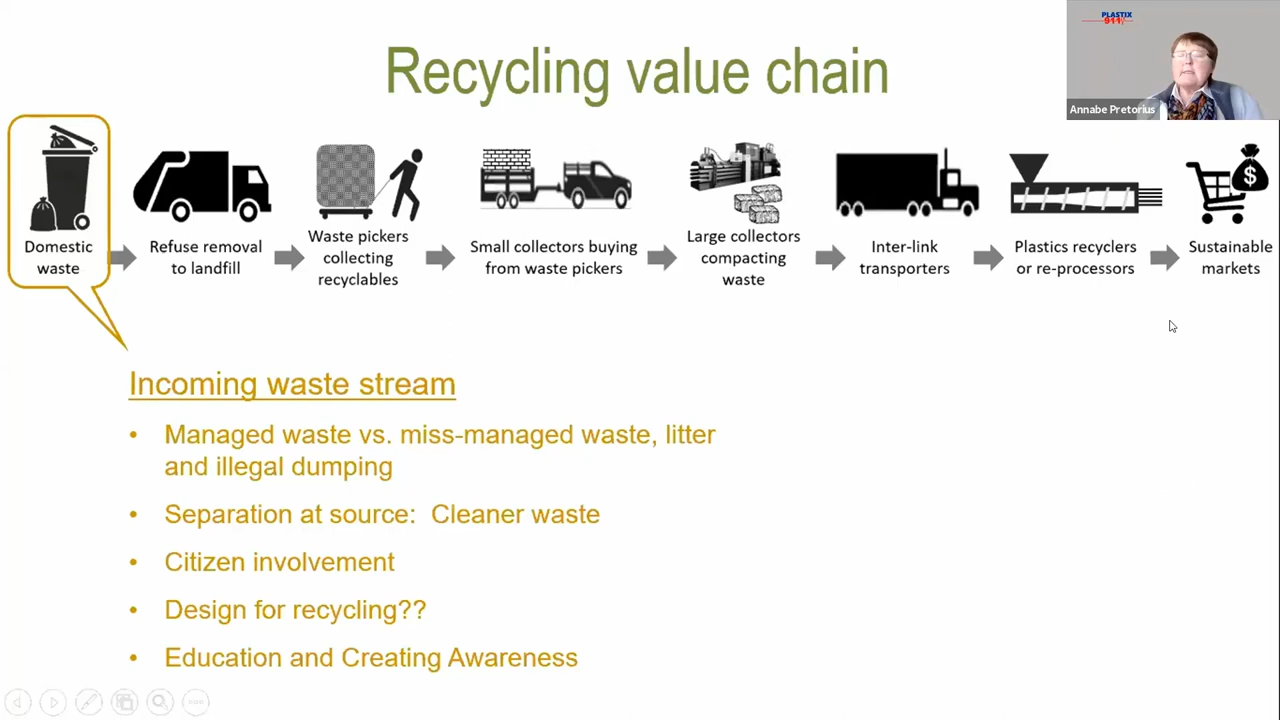 Recycling value chain
PLASTIX
911
Annabe Pretorius
Domestic
waste
Refuse removal
to landfill
Waste pickers
collecting
recyclables
Small collectors buying
from waste pickers
Large collectors
compacting
waste
Inter-link
transporters
Plastics recyclers
or re-processors
$
Sustainable
markets
Incoming waste stream
• Managed waste vs. miss-managed waste, litter
and illegal dumping
• Separation at source:  Cleaner waste
• Citizen involvement
• Design for recycling??
• Education and Creating Awareness